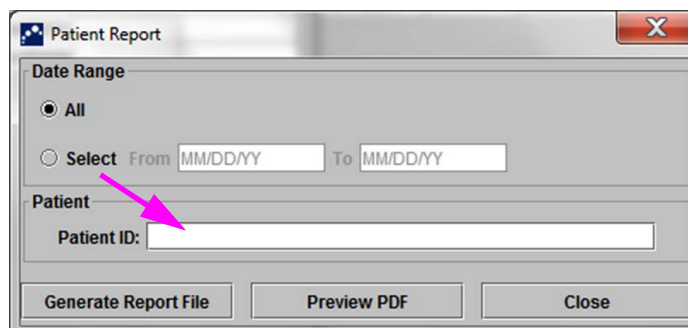 Patient Report
Date Range
All
Select From MM/DD/YY To MM/DD/YY
Patient
Patient ID:
Generate Report File Preview PDF Close